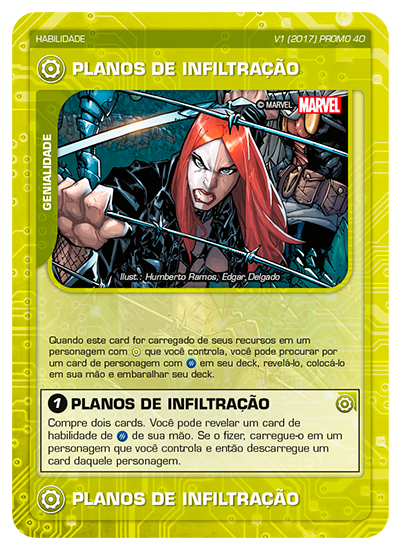 HABILIDADE
V1 (2017) PROMO 40
PLANOS DE INFILTRAÇÃO
GENIALIDADE
© MARVEL
MARVEL
Ilust.: Humberto Ramos, Edgar Delgado
Quando este card for carregado de seus recursos em um
personagem com que você controla, você pode procurar por
um card de personagem com em seu deck, revelá-lo, colocá-lo
em sua mão e embaralhar seu deck.
1 PLANOS DE INFILTRAÇÃO
Compre dois cards. Você pode revelar um card de
habilidade de de sua mão. Se o fizer, carregue-o em um
personagem que você controla e então descarregue um
card daquele personagem.
PLANOS DE INFILTRAÇÃO